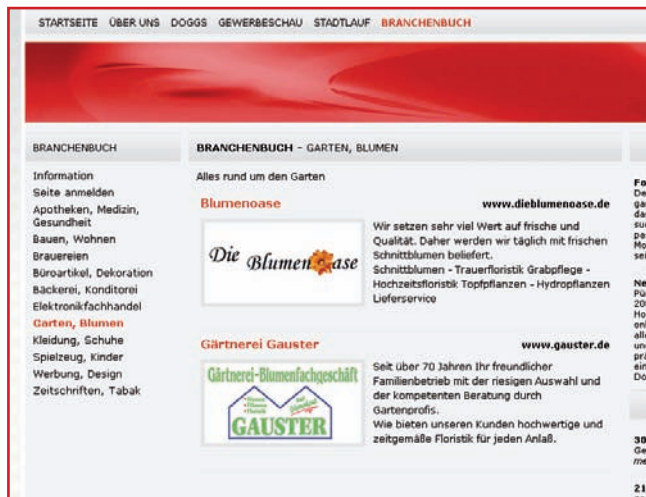 STARTSEITE ÜBER UNS DOGGS GEWERBESCHAU STADTLAUF BRANCHENBUCH
BRANCHENBUCH
Information
Seite anmelden
Apotheken, Medizin,
Gesundheit
Bauen, Wohnen
Brauereien
Büroartikel, Dekoration
Bäckerei, Konditorei
Elektronikfachhandel
Garten, Blumen
Kleidung, Schuhe
Spielzeug, Kinder
Werbung, Design
Zeitschriften, Tabak
BRANCHENBUCH - GARTEN, BLUMEN
Alles rund um den Garten
Blumenoase www.dieblumenoase.de
Die Blumen ase
Wir setzen sehr viel Wert auf frische und
Qualität. Daher werden wir täglich mit frischen
Schnittblumen beliefert.
Schnittblumen - Trauerfloristik Grabpflege -
Hochzeitsfloristik Topfpflanzen - Hydropflanzen
Lieferservice
Gärtnerei Gauster www.gauster.de
Gärtnerei-Blumenfachgeschäft
GAUSTER
Seit über 70 Jahren Ihr freundlicher
Familienbetrieb mit der riesigen Auswahl und
der kompetenten Beratung durch
Gartenprofis.
Wie bieten unseren Kunden hochwertige und
zeitgemäße Floristik für jeden Anlaß.